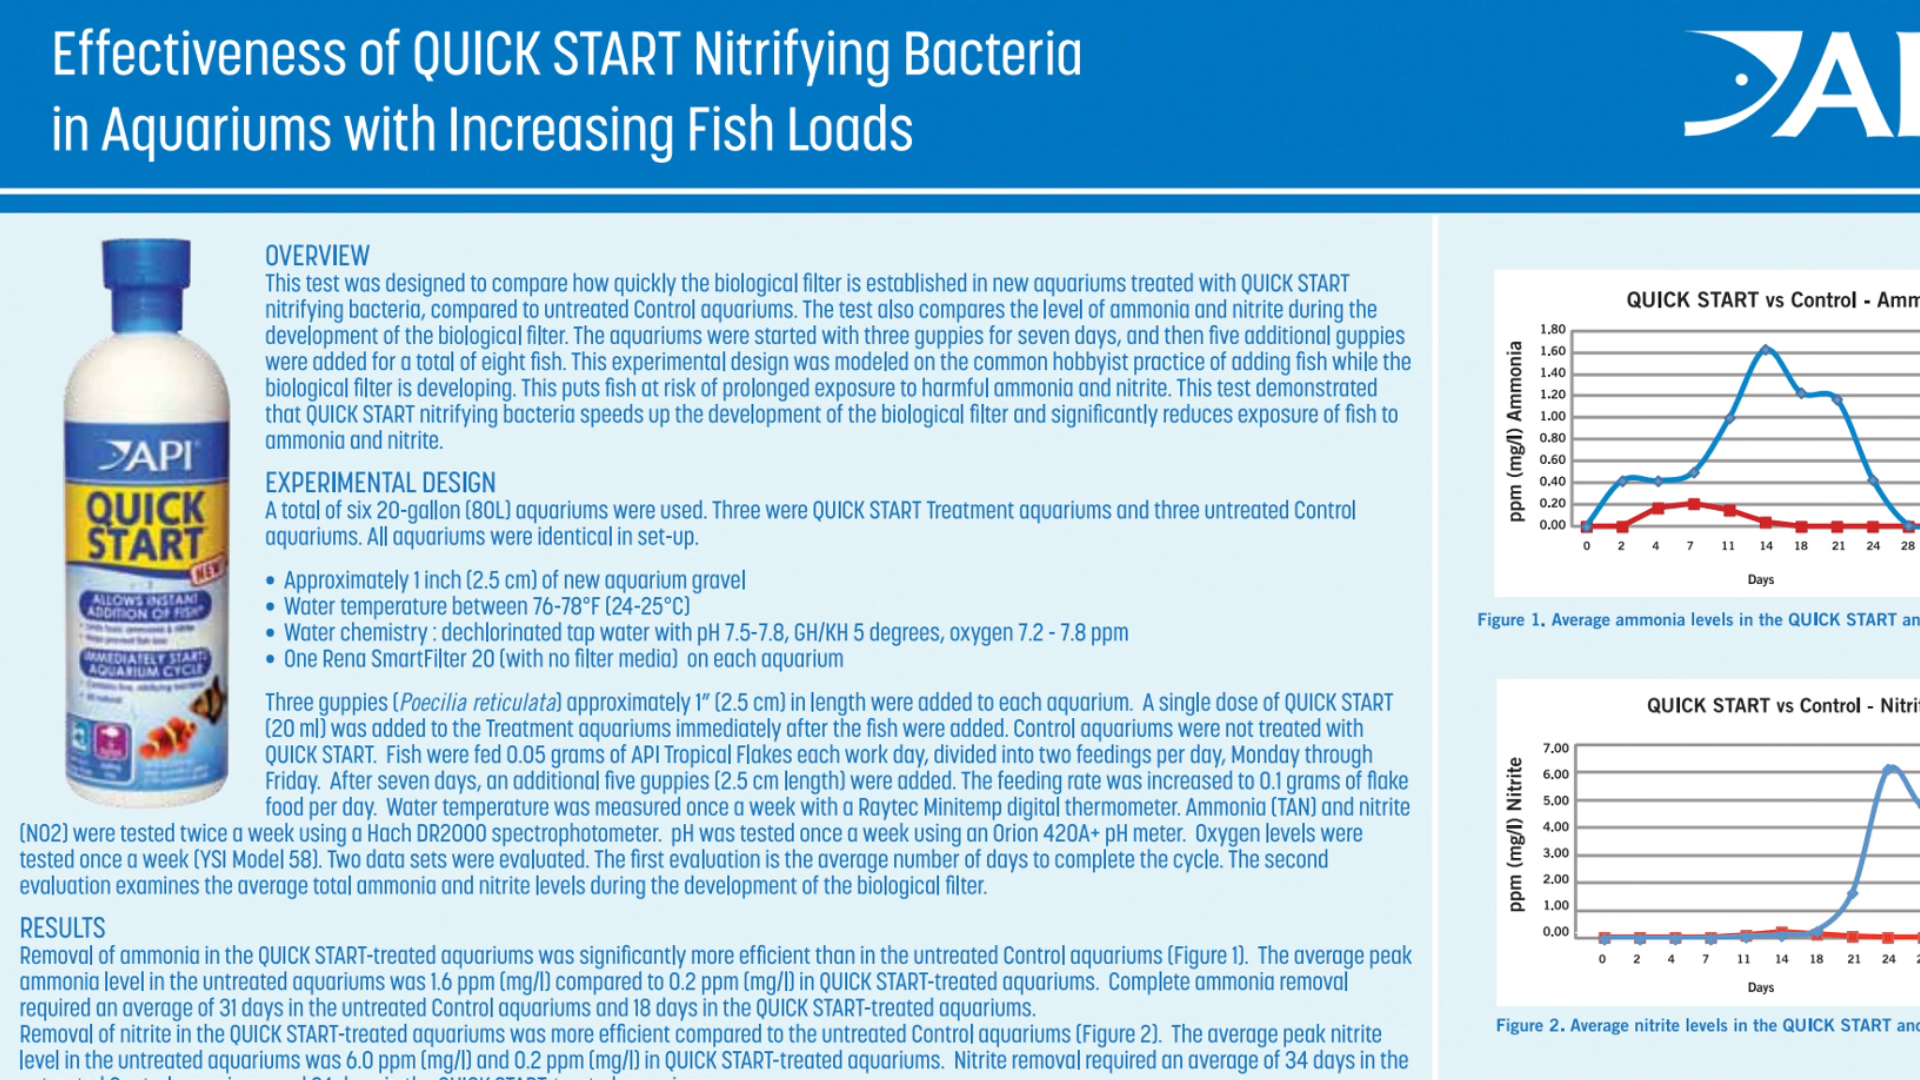 Effectiveness of QUICK START Nitrifying Bacteria
in Aquariums with Increasing Fish Loads
API
QUICK
START
NEW!
ALLOWS INSTANT
ADDITION OF FISH
IMMEDIATELY STARTS
AQUARIUM CYCLE
OVERVIEW
This test was designed to compare how quickly the biological filter is established in new aquariums treated with QUICK START
nitrifying bacteria, compared to untreated Control aquariums. The test also compares the level of ammonia and nitrite during the
development of the biological filter. The aquariums were started with three guppies for seven days, and then five additional guppies
were added for a total of eight fish. This experimental design was modeled on the common hobbyist practice of adding fish while the
biological filter is developing. This puts fish at risk of prolonged exposure to harmful ammonia and nitrite. This test demonstrated
that QUICK START nitrifying bacteria speeds up the development of the biological filter and significantly reduces exposure of fish to
ammonia and nitrite.
EXPERIMENTAL DESIGN
A total of six 20-gallon (80L) aquariums were used. Three were QUICK START Treatment aquariums and three untreated Control
aquariums. All aquariums were identical in set-up.
• Approximately 1 inch (2.5 cm) of new aquarium gravel
• Water temperature between 76-78°F (24-25°C)
• Water chemistry : dechlorinated tap water with pH 7.5-7.8, GH/KH 5 degrees, oxygen 7.2 - 7.8 ppm
• One Rena SmartFilter 20 (with no filter media) on each aquarium
Three guppies (Poecilia reticulata) approximately 1” (2.5 cm) in length were added to each aquarium. A single dose of QUICK START
(20 ml) was added to the Treatment aquariums immediately after the fish were added. Control aquariums were not treated with
QUICK START. Fish were fed 0.05 grams of API Tropical Flakes each work day, divided into two feedings per day, Monday through
Friday. After seven days, an additional five guppies (2.5 cm length) were added. The feeding rate was increased to 0.1 grams of flake
food per day. Water temperature was measured once a week with a Raytec Minitemp digital thermometer. Ammonia (TAN) and nitrite
(NO2) were tested twice a week using a Hach DR2000 spectrophotometer. pH was tested once a week using an Orion 420A+ pH meter. Oxygen levels were
tested once a week (YSI Model 58). Two data sets were evaluated. The first evaluation is the average number of days to complete the cycle. The second
evaluation examines the average total ammonia and nitrite levels during the development of the biological filter.
RESULTS
Removal of ammonia in the QUICK START-treated aquariums was significantly more efficient than in the untreated Control aquariums (Figure 1). The average peak
ammonia level in the untreated aquariums was 1.6 ppm (mg/l) compared to 0.2 ppm (mg/l) in QUICK START-treated aquariums. Complete ammonia removal
required an average of 31 days in the untreated Control aquariums and 18 days in the QUICK START-treated aquariums.
Removal of nitrite in the QUICK START-treated aquariums was more efficient compared to the untreated Control aquariums (Figure 2). The average peak nitrite
level in the untreated aquariums was 6.0 ppm (mg/l) and 0.2 ppm (mg/l) in QUICK START-treated aquariums. Nitrite removal required an average of 34 days in the
QUICK START vs Control - Amm
ppm (mg/l) Ammonia
1.80
1.60
1.40
1.20
1.00
0.80
0.60
0.40
0.20
0.00
0 2 4 7 11 14 18 21 24 28
Days
Figure 1. Average ammonia levels in the QUICK START an
QUICK START vs Control - Nitri
ppm (mg/l) Nitrite
7.00
6.00
5.00
4.00
3.00
2.00
1.00
0.00
0 2 4 7 11 14 18 21 24
Days
Figure 2. Average nitrite levels in the QUICK START and